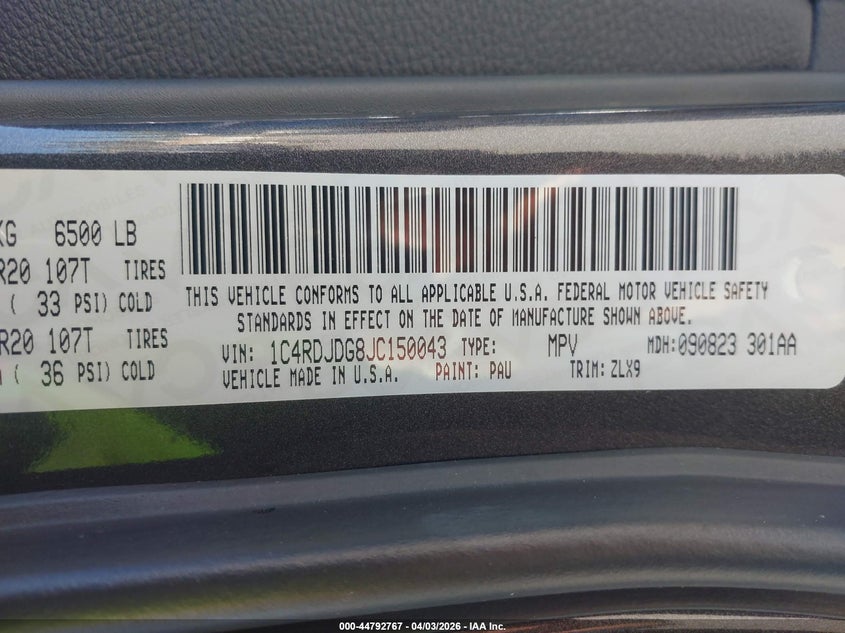 KG 6500 LB
R20 107T TIRES
( 33 PSI) COLD
R20 107T TIRES
( 36 PSI) COLD
THIS VEHICLE CONFORMS TO ALL APPLICABLE U.S.A. FEDERAL MOTOR VEHICLE SAFETY
STANDARDS IN EFFECT ON THE DATE OF MANUFACTURE SHOWN ABOVE.
VIN: 1C4RDJDG8JC150043 TYPE: MPV MDH:090823 301AA
VEHICLE MADE IN U.S.A. PAINT: PAU TRIM: ZLX9
000-44792767 - 04/03/2026 - IAA Inc.